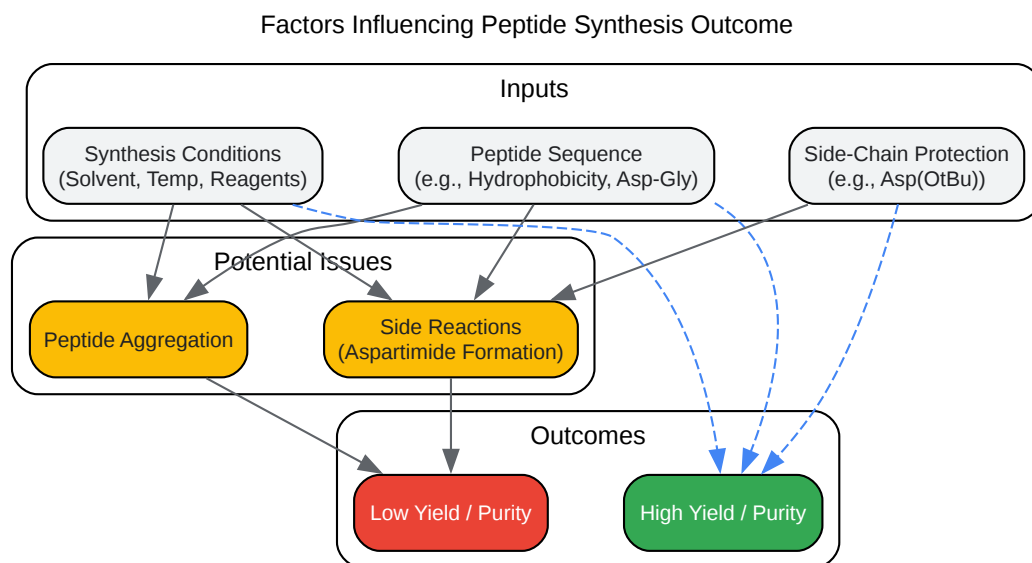 Factors Influencing Peptide Synthesis Outcome
Inputs
Synthesis Conditions
(Solvent, Temp, Reagents)
Peptide Sequence
(e.g., Hydrophobicity, Asp-Gly)
Side-Chain Protection
(e.g., Asp(OtBu))
Potential Issues
Peptide Aggregation
Side Reactions
(Aspartimide Formation)
Outcomes
Low Yield / Purity
High Yield / Purity